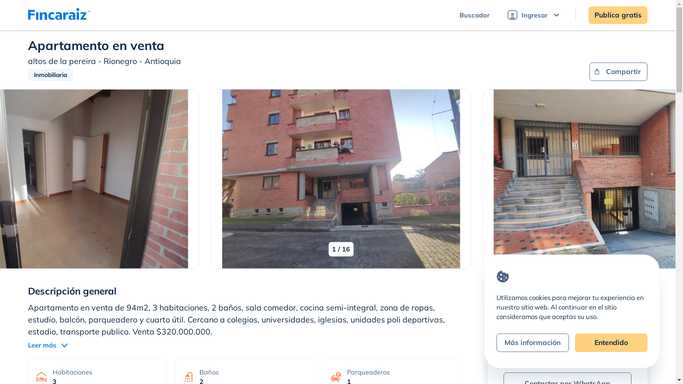 Fincaraiz
Buscador
Ingresar
Publica gratis
Apartamento en venta
altos de la pereira - Rionegro - Antioquia
Inmobiliaria
Compartir
1 / 16
Descripción general
Apartamento en venta de 94m2, 3 habitaciones, 2 baños, sala comedor, cocina semi-integral, zona de ropas,
estudio, balcón, parqueadero y cuarto útil. Cercano a colegios, universidades, iglesias, unidades poli deportivas,
estadio, transporte publico. Venta $320.000.000.
Leer más
Utilizamos cookies para mejorar tu experiencia en
nuestro sitio web. Al continuar en el sitio
consideramos que aceptas su uso.
Más información
Entendido
Habitaciones
3
Baños
2
Parqueaderos
1
Contactar por WhatsApp